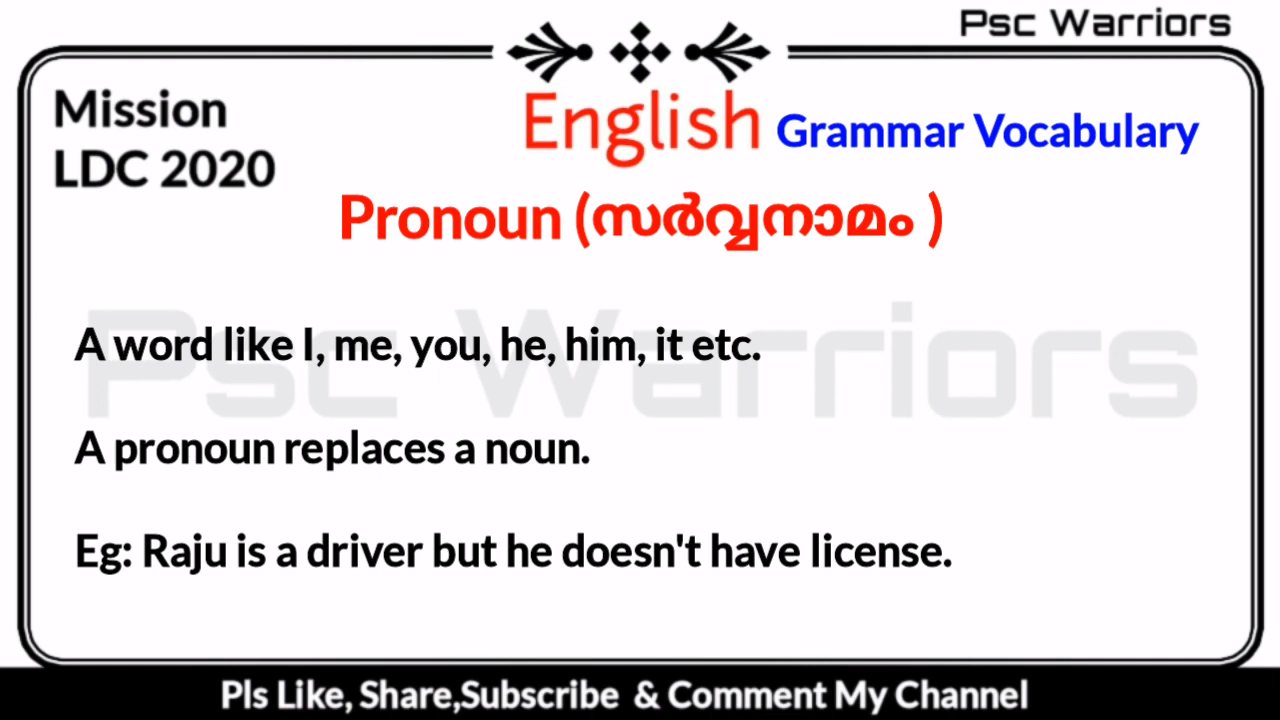 Psc Warriors
Mission
LDC 2020
English Grammar Vocabulary
Pronoun (സർവ്വനാമം )
Psc Warriors
A word like I, me, you, he, him, it etc.
A pronoun replaces a noun.
Eg: Raju is a driver but he doesn't have license.
Pls Like, Share,Subscribe & Comment My Channel